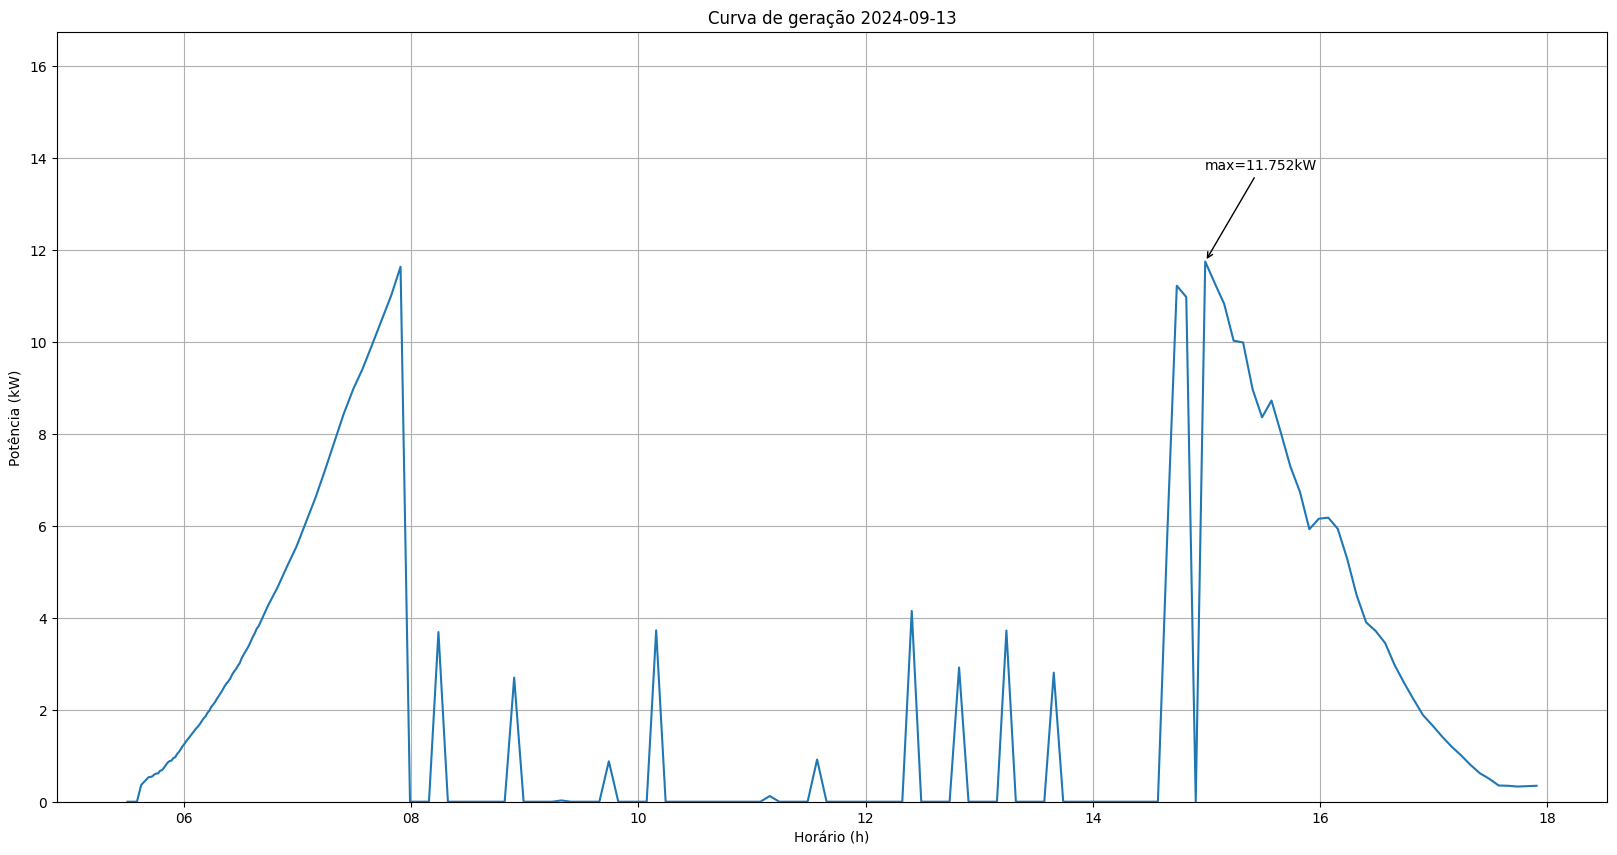 Curva de geração 2024-09-13
16
14
12
10
8
6
4
2
0
Potência (kW)
max=11.752kW
06 08 10 12 14 16 18
Horário (h)